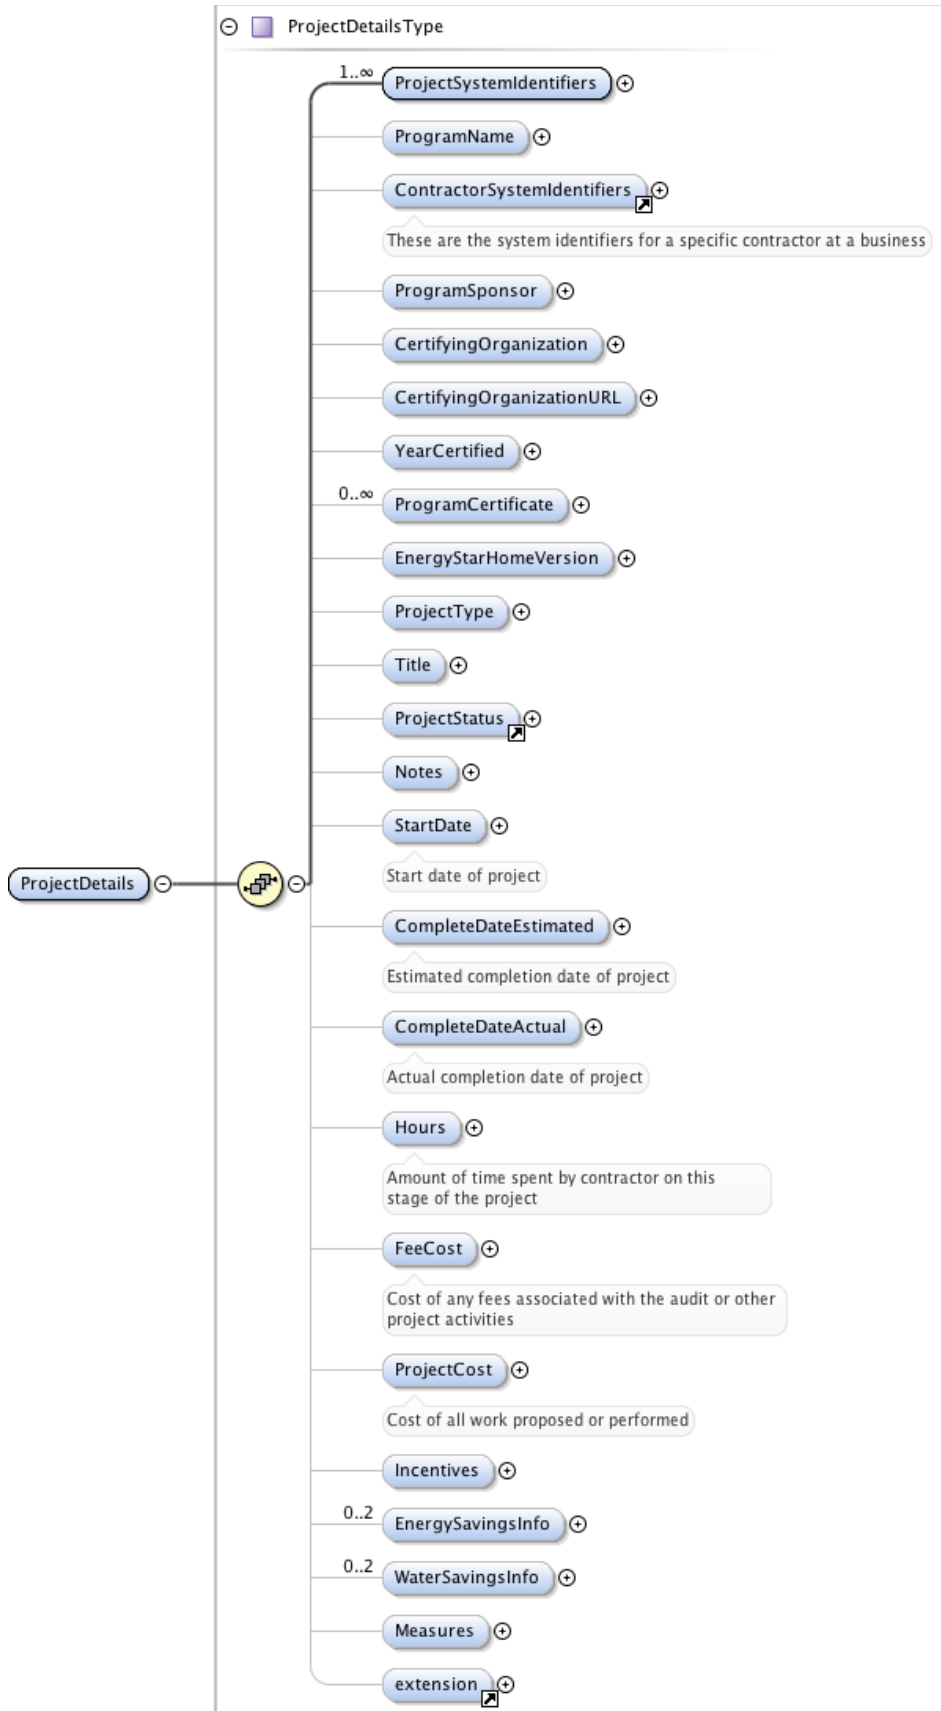 ProjectDetailsType
1..∞
ProjectSystemIdentifiers
ProgramName
ContractorSystemIdentifiers
These are the system identifiers for a specific contractor at a business
ProgramSponsor
CertifyingOrganization
CertifyingOrganizationURL
YearCertified
0..∞
ProgramCertificate
EnergyStarHomeVersion
ProjectType
Title
ProjectStatus
Notes
StartDate
Start date of project
ProjectDetails
CompleteDateEstimated
Estimated completion date of project
CompleteDateActual
Actual completion date of project
Hours
Amount of time spent by contractor on this
stage of the project
FeeCost
Cost of any fees associated with the audit or other
project activities
ProjectCost
Cost of all work proposed or performed
Incentives
0..2
EnergySavingsInfo
0..2
WaterSavingsInfo
Measures
extension